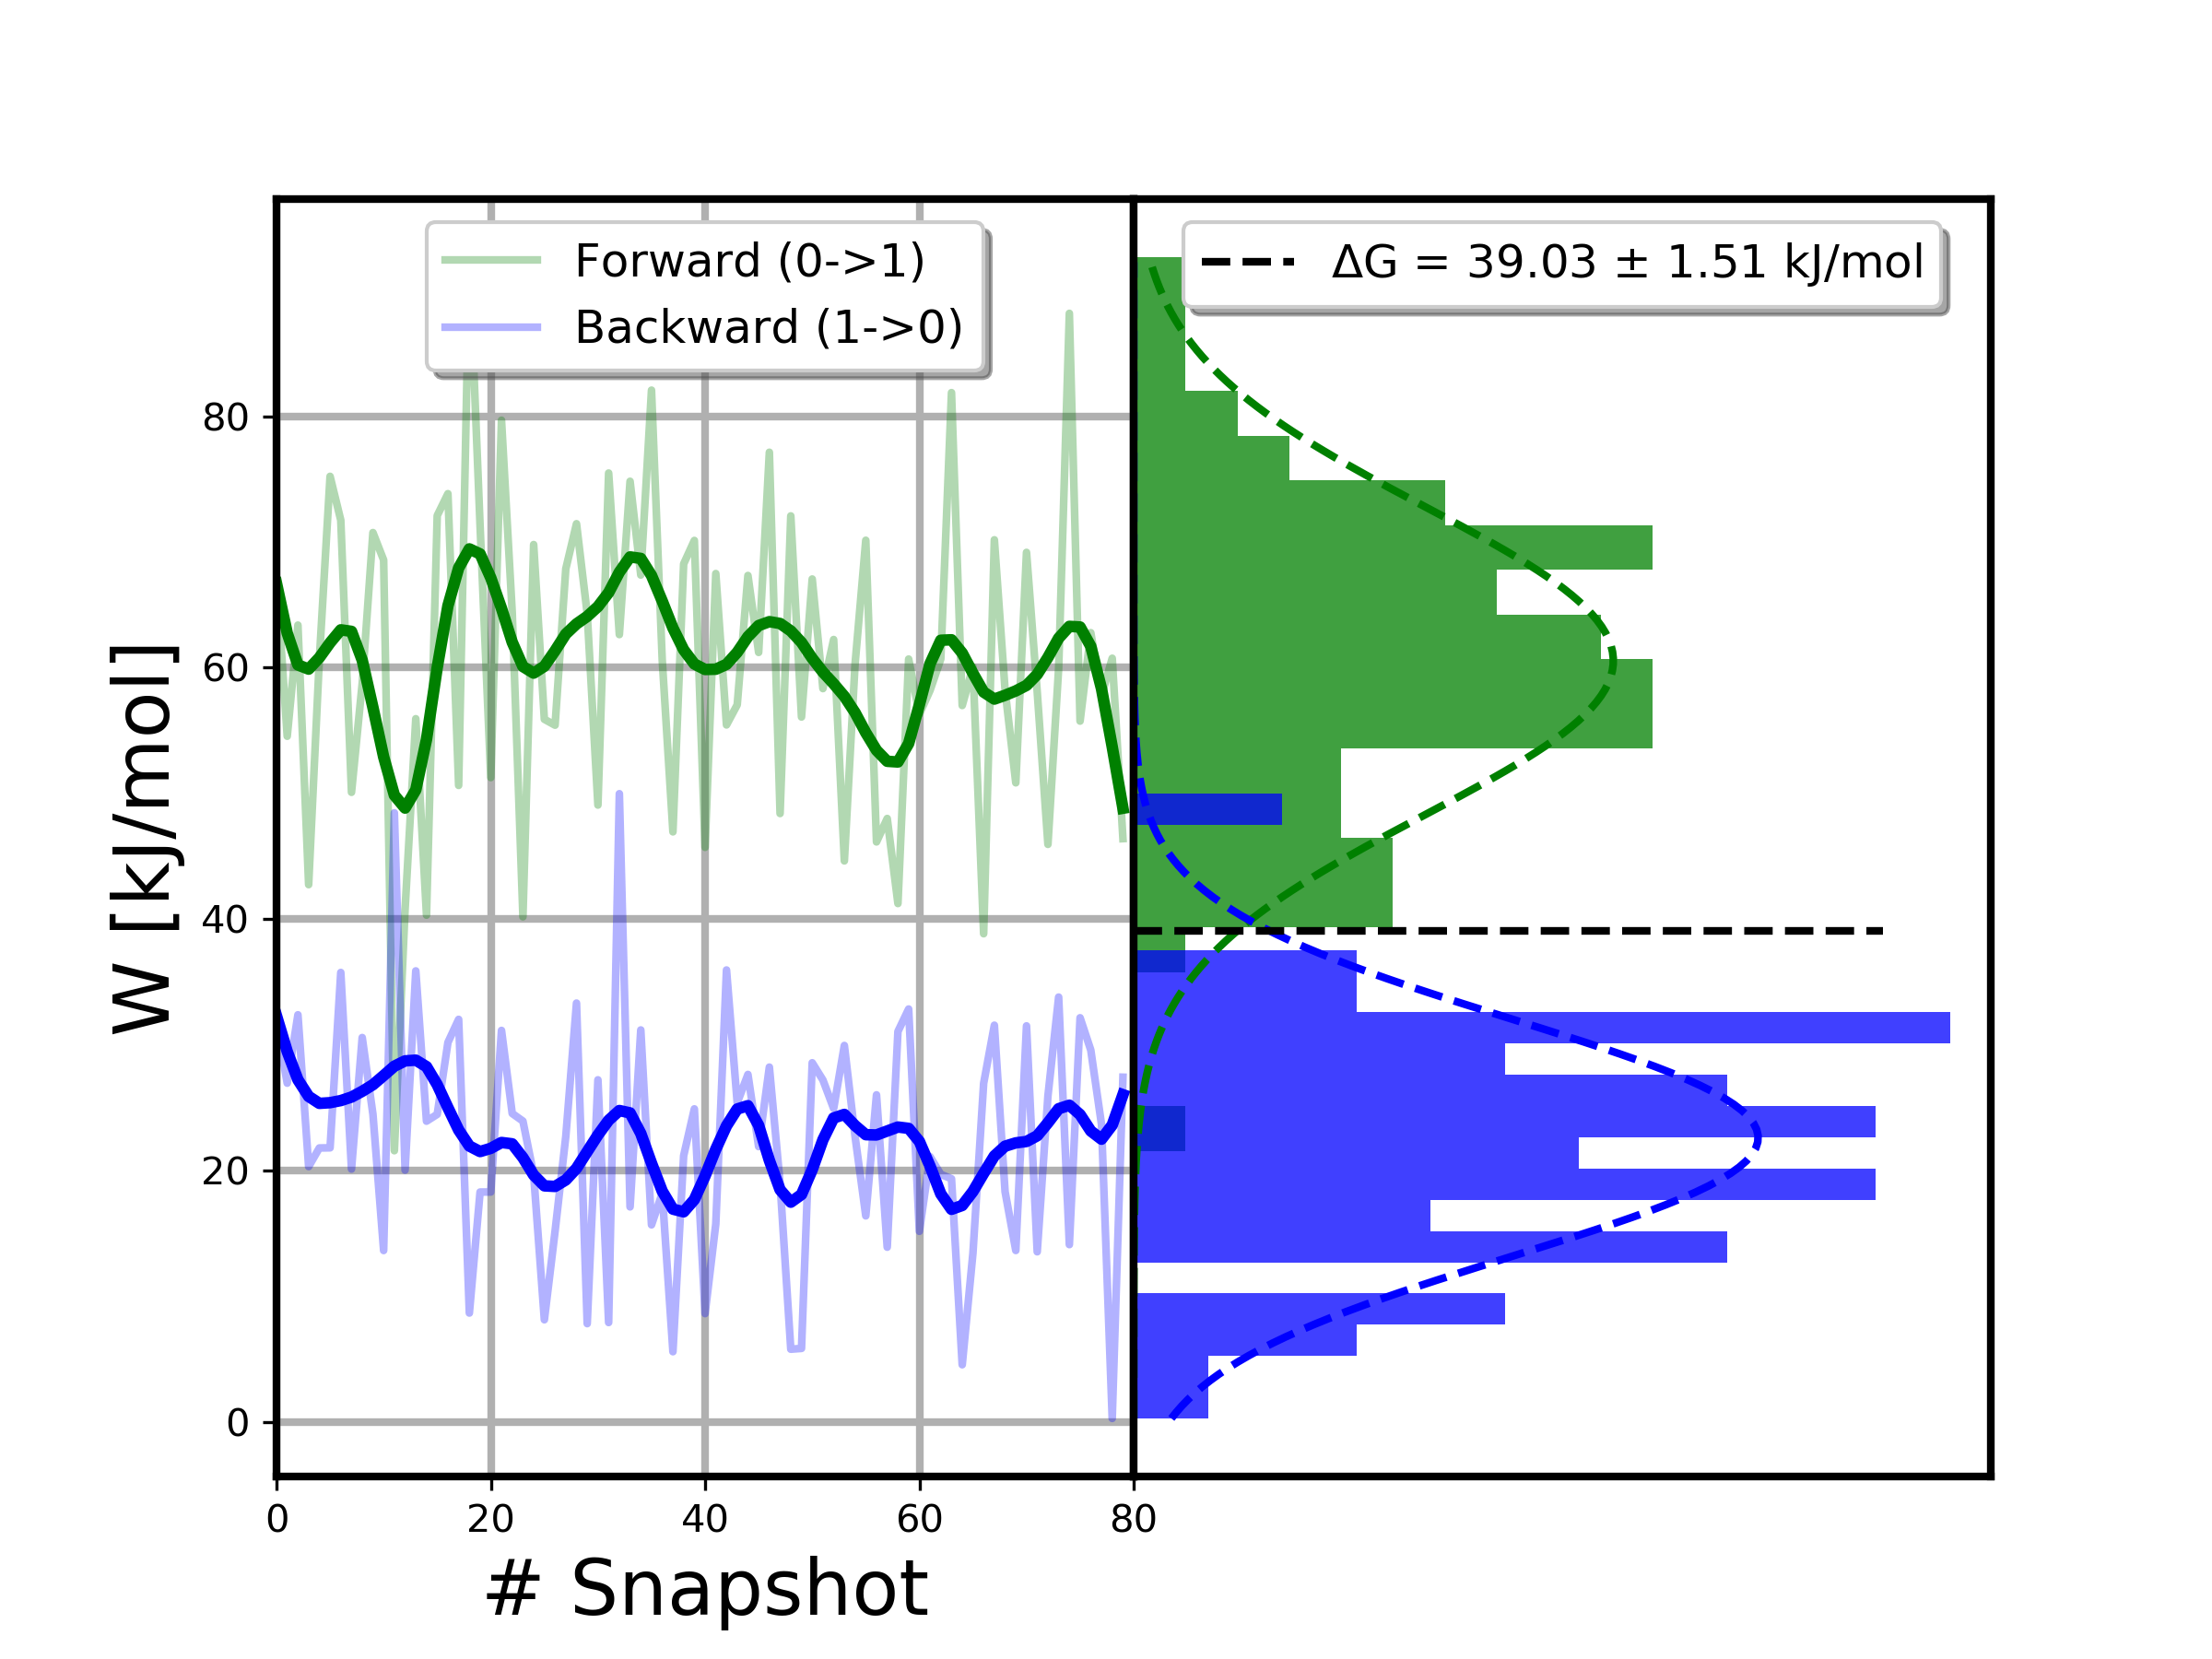 Forward (0->1)
Backward (1->0)
ΔG = 39.03 ± 1.51 kJ/mol
W [kJ/mol]
80
60
40
20
0
0 20 40 60 80
# Snapshot